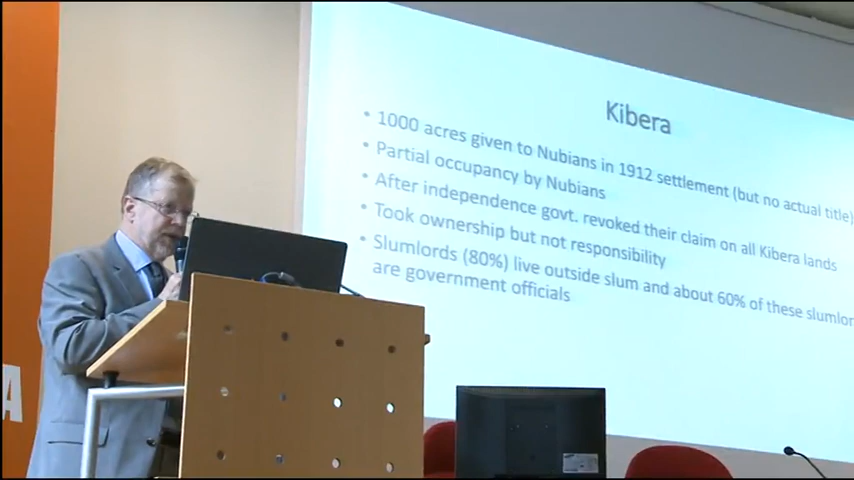 Kibera
• 1000 acres given to Nubians in 1912 settlement (but no actual title)
• Partial occupancy by Nubians
• After independence, govt. revoked their claim on all Kibera lands
• Took ownership but not responsibility
• Slumlords (80%) live outside slum, and about 60% of these slumlor
are government officials
A